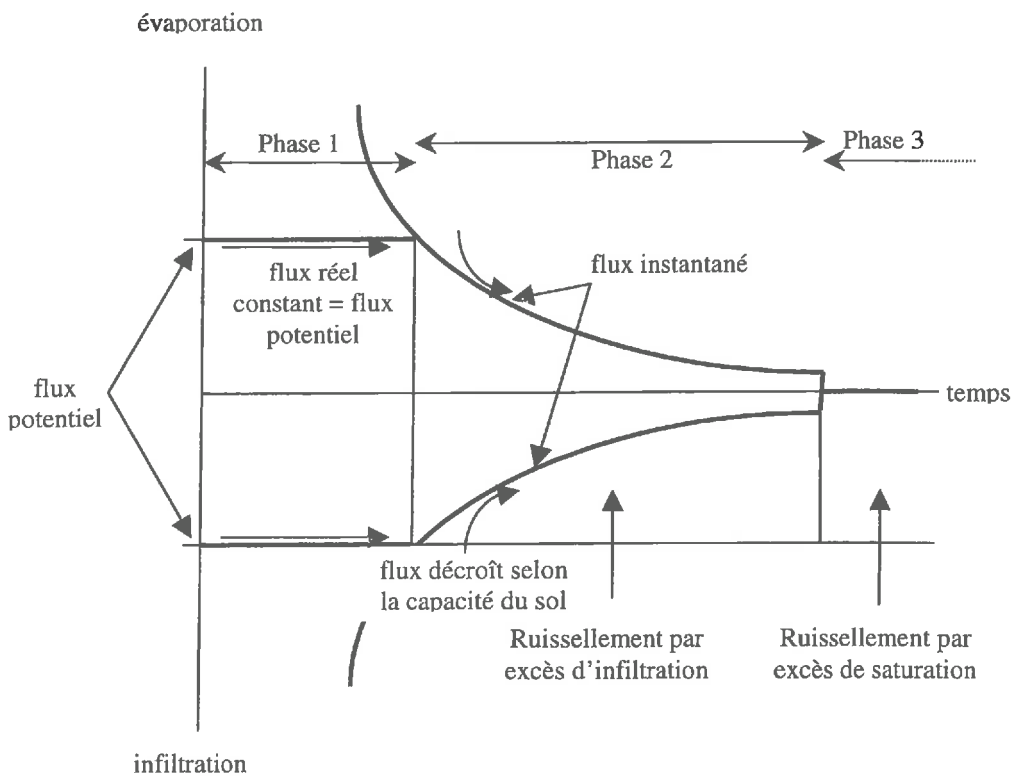 évaporation
Phase 1
Phase 2
Phase 3
flux réel
constant = flux
potentiel
flux instantané
flux
potentiel
temps
flux décroît selon
la capacité du sol
Ruissellement par
excès d'infiltration
Ruissellement par
excès de saturation
infiltration